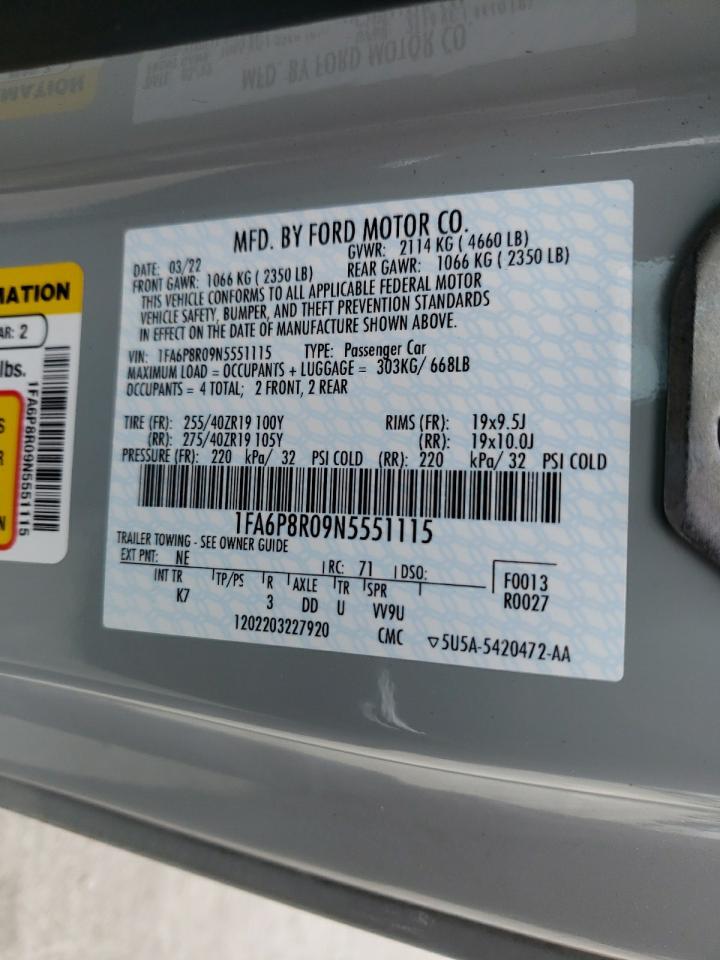 MFD. BY FORD MOTOR CO.
MFD. BY FORD MOTOR CO.
DATE: 03/22 GVWR: 2114 KG ( 4660 LB)
FRONT GAWR: 1066 KG ( 2350 LB) REAR GAWR: 1066 KG ( 2350 LB)
THIS VEHICLE CONFORMS TO ALL APPLICABLE FEDERAL MOTOR
VEHICLE SAFETY, BUMPER, AND THEFT PREVENTION STANDARDS
IN EFFECT ON THE DATE OF MANUFACTURE SHOWN ABOVE.
VIN: 1FA6P8R09N5551115 TYPE: Passenger Car
MAXIMUM LOAD = OCCUPANTS + LUGGAGE = 303KG/ 668LB
OCCUPANTS = 4 TOTAL; 2 FRONT, 2 REAR
TIRE (FR): 255/40ZR19 100Y RIMS (FR): 19x9.5J
(RR): 275/40ZR19 105Y (RR): 19x10.0J
PRESSURE (FR): 220 kPa/ 32 PSI COLD (RR): 220 kPa/ 32 PSI COLD
1FA6P8R09N5551115
TRAILER TOWING - SEE OWNER GUIDE
EXT PNT: NE RC: 71 DSO: F0013
INT TR TP/PS R AXLE TR SPR R0027
K7 3 DD U VV9U
1202203227920 CMC 5U5A-5420472-AA
MATION
AR: 2
lbs.
1FA6P8R09N5551115
S
R
N